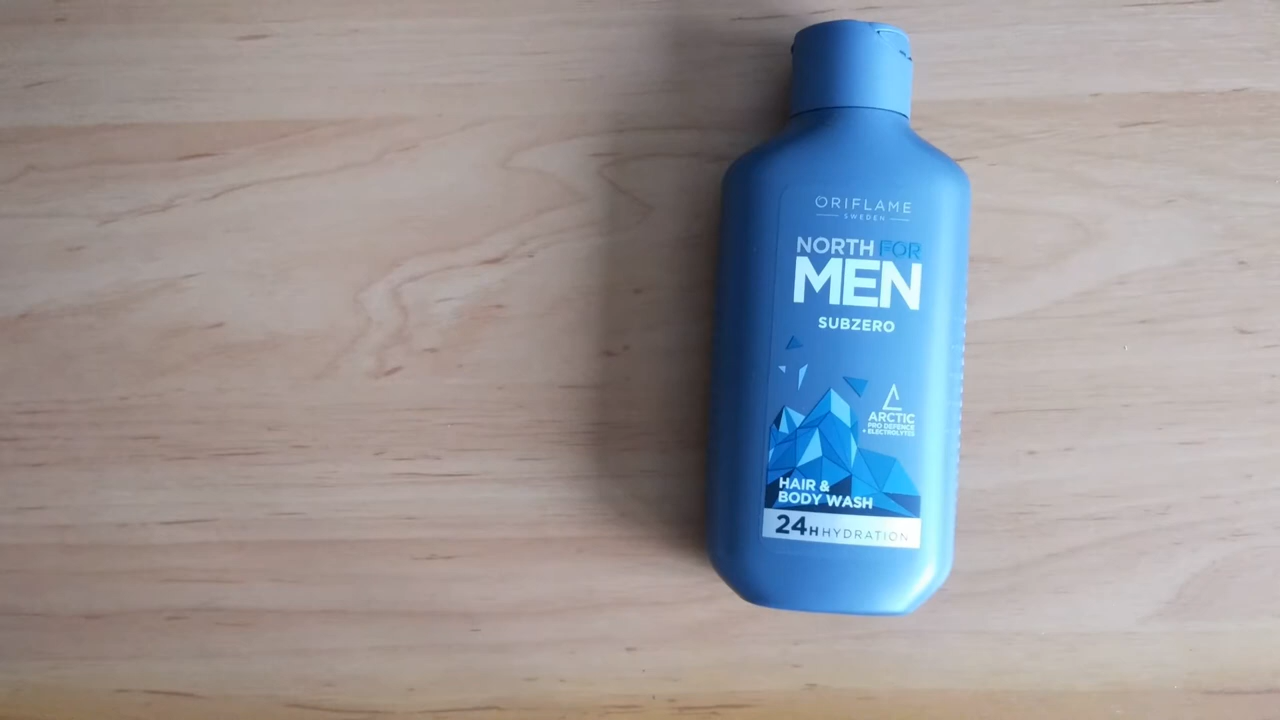 ORIFLAME
SWEDEN
NORTH FOR
MEN
SUBZERO
ARCTIC
PRO DEFENCE
+ ELECTROLYTES
HAIR &
BODY WASH
24H HYDRATION